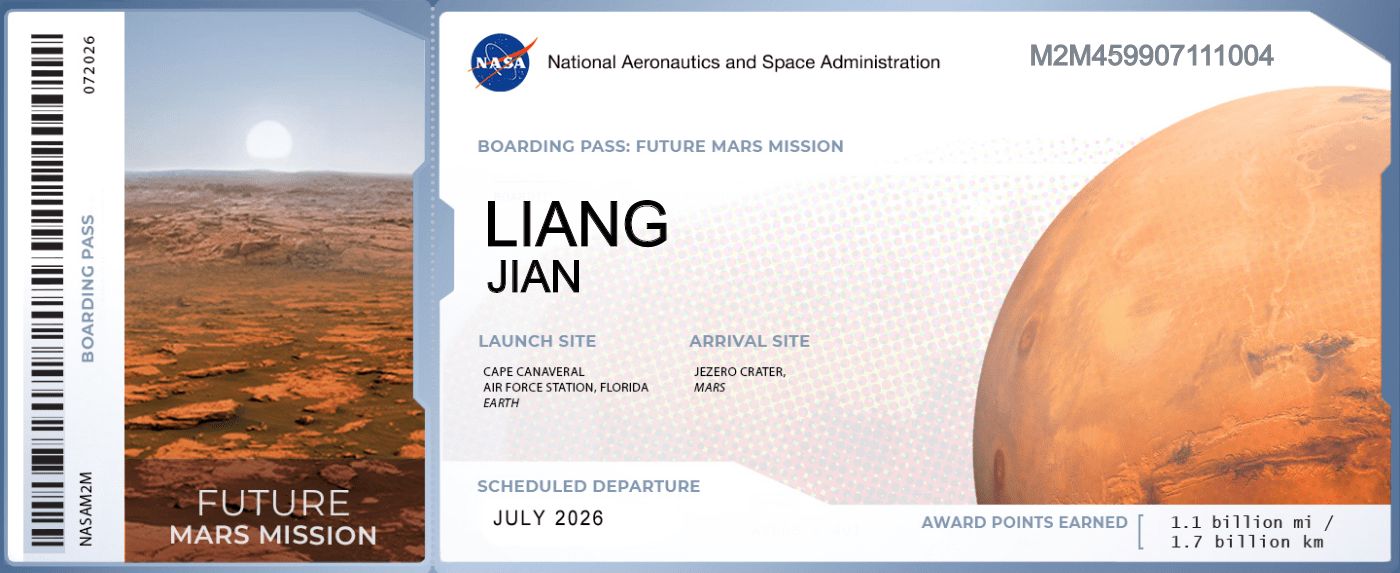 072026
BOARDING PASS
NASAM2M
FUTURE
MARS MISSION
NASA
National Aeronautics and Space Administration
M2M459907111004
BOARDING PASS: FUTURE MARS MISSION
LIANG
JIAN
LAUNCH SITE
CAPE CANAVERAL
AIR FORCE STATION, FLORIDA
EARTH
ARRIVAL SITE
JEZERO CRATER,
MARS
SCHEDULED DEPARTURE
JULY 2026
AWARD POINTS EARNED
1.1 billion mi /
1.7 billion km